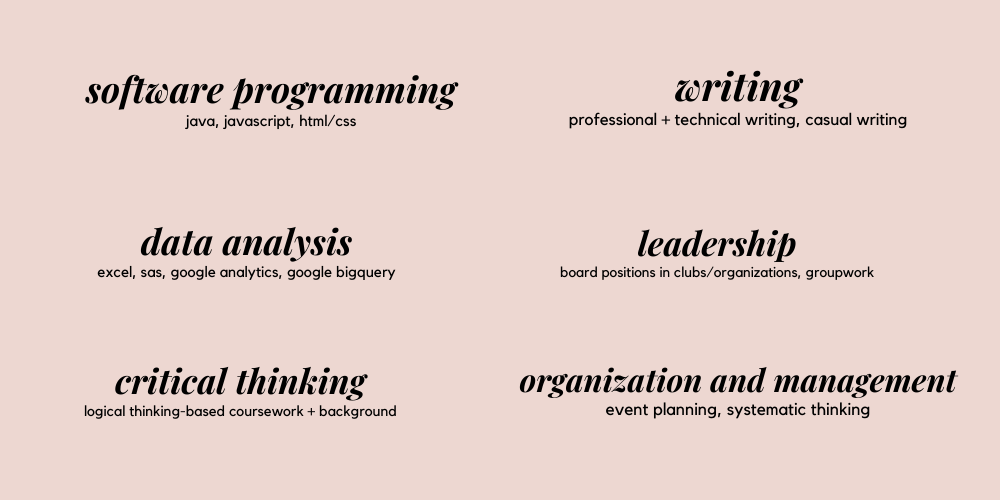 software programming
java, javascript, html/css
writing
professional + technical writing, casual writing
data analysis
excel, sas, google analytics, google bigquery
leadership
board positions in clubs/organizations, groupwork
critical thinking
logical thinking-based coursework + background
organization and management
event planning, systematic thinking